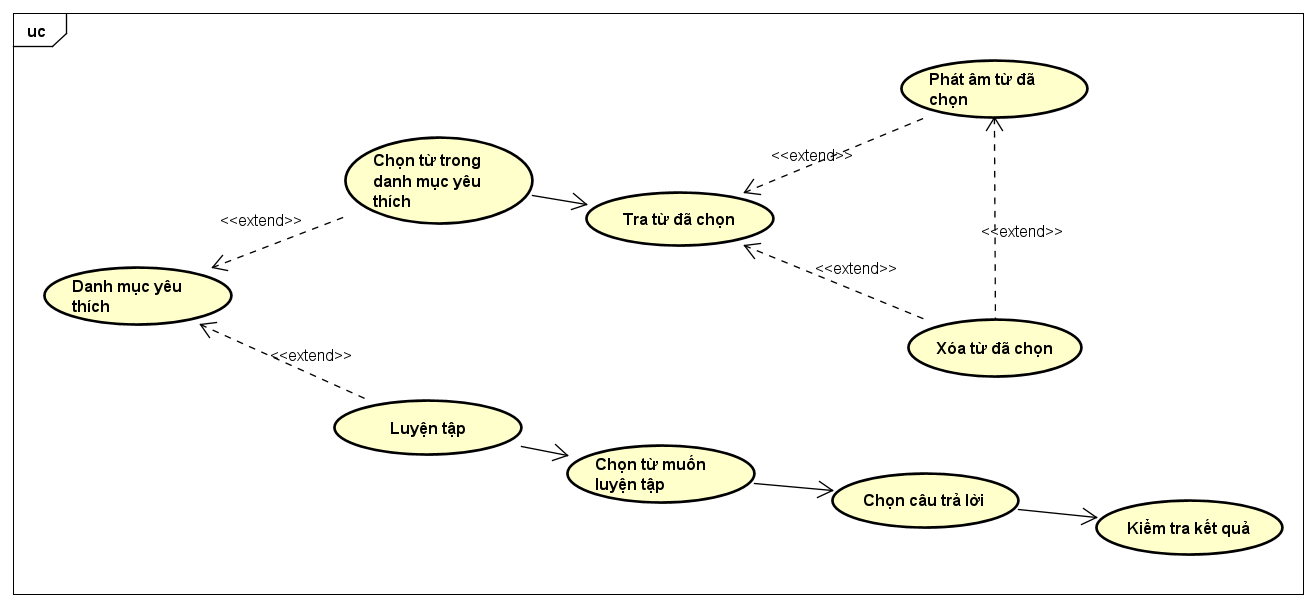 uc
Phát âm từ đã
chọn
<<extend>>
Chọn từ trong
danh mục yêu
thích
Tra từ đã chọn
<<extend>>
<<extend>>
<<extend>>
Danh mục yêu
thích
Xóa từ đã chọn
<<extend>>
Luyện tập
Chọn từ muốn
luyện tập
Chọn câu trả lời
Kiểm tra kết quả